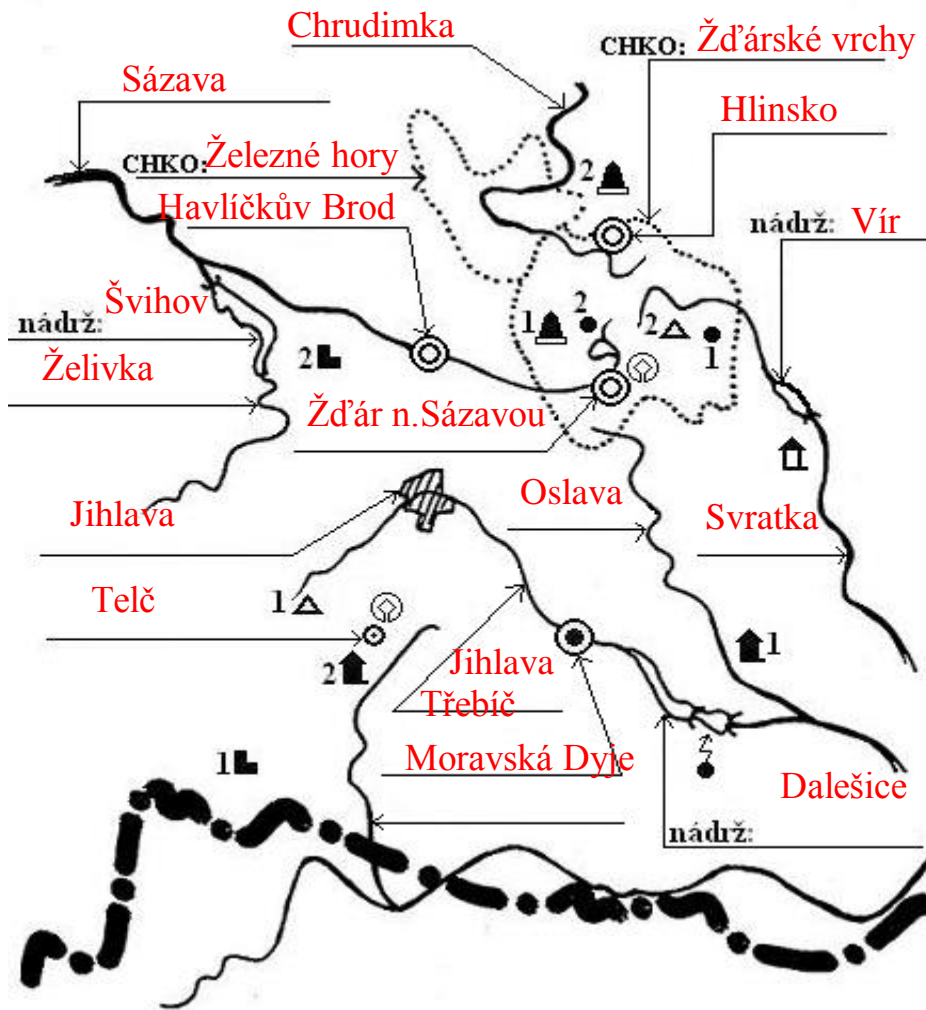 Chrudimka
CHKO: Žďárské vrchy
Sázava
Hlinsko
CHKO: Železné hory
2
Havlíčkův Brod
nádrž: Vír
Švihov
nádrž:
2
1
2
1
2
Želivka
Žďár n.Sázavou
Jihlava
Oslava
Svratka
Telč
1
2
1
Jihlava
Třebíč
Moravská Dyje
1
Dalešice
nádrž: